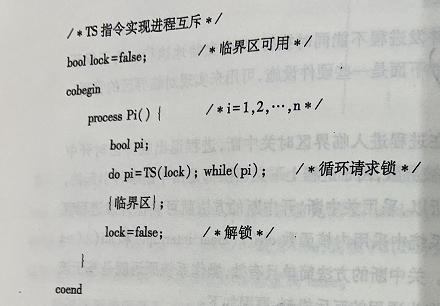 /*TS 指令实现进程互斥*/
bool lock=false; /*临界区可用*/
cobegin
process Pi() { /*i=1,2,…,n*/
bool pi;
do pi=TS(lock); while(pi); /*循环请求锁*/
{临界区};
lock=false; /*解锁*/
}
coend